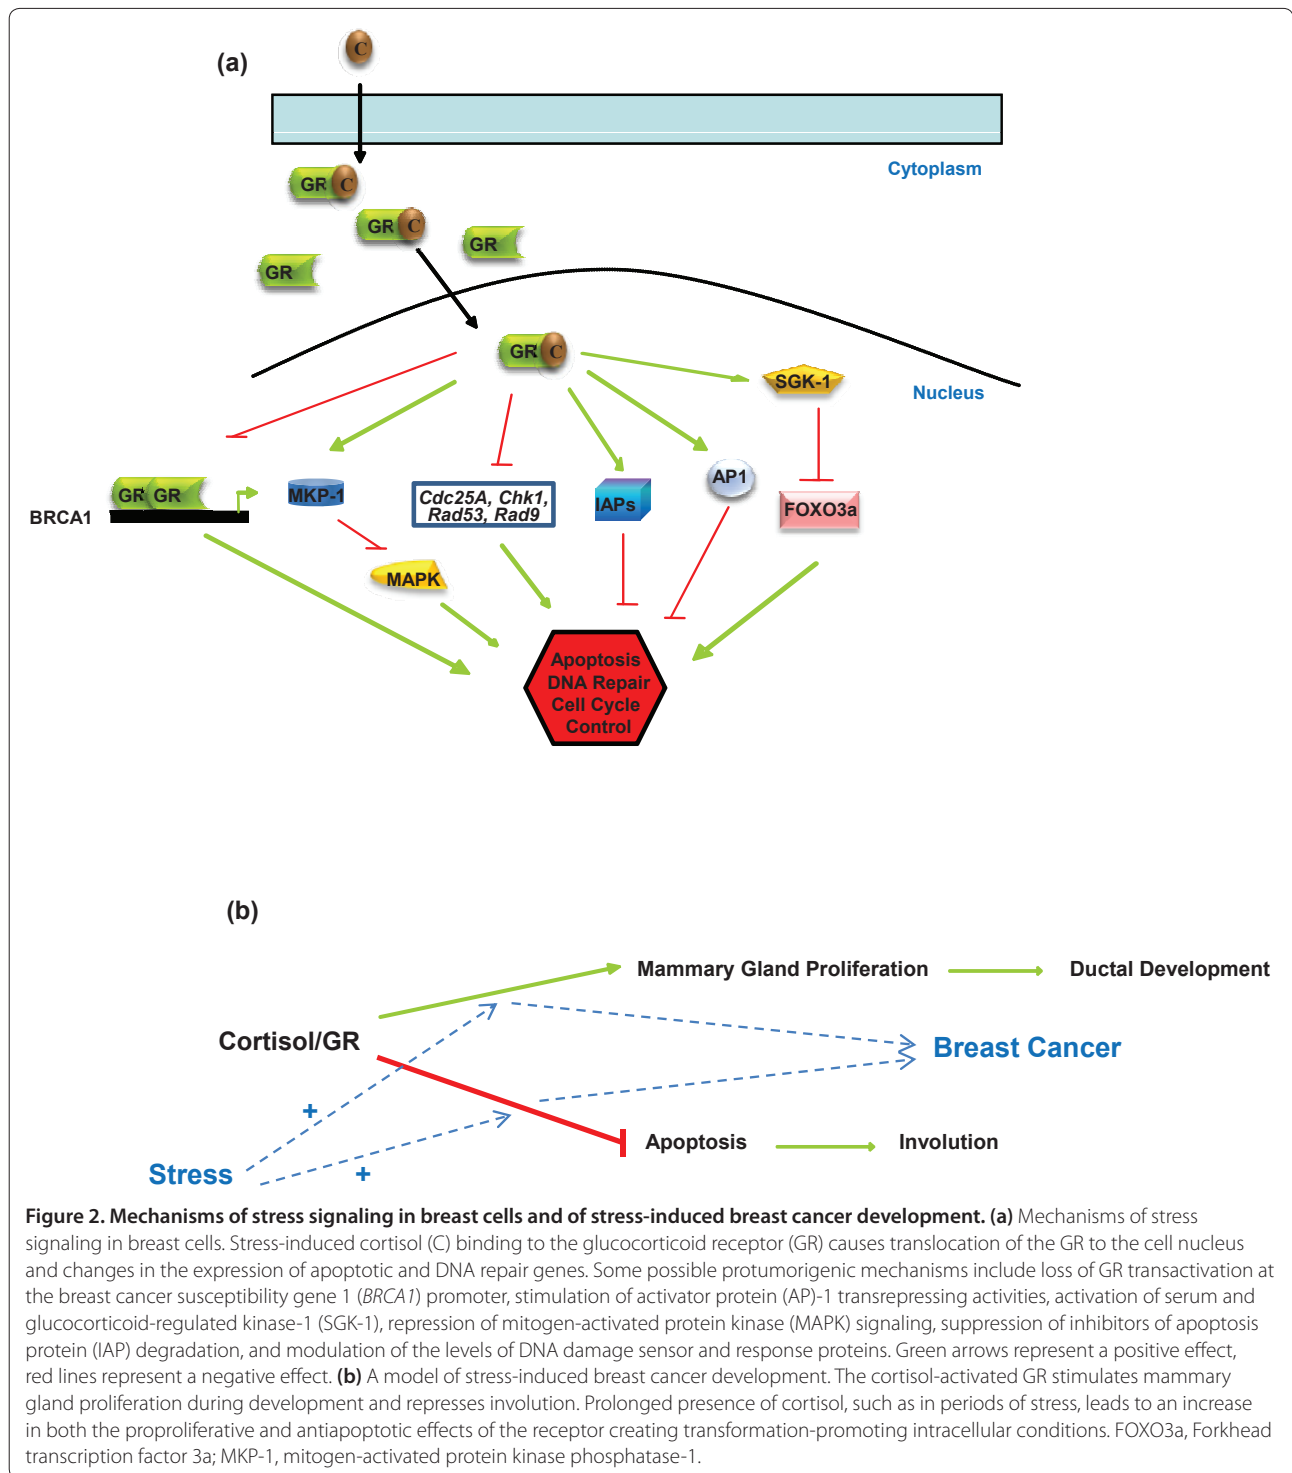 (a)
C
Cytoplasm
GR C
GR C
GR
GR
GR C
SGK-1
Nucleus
GR GR
BRCA1
MKP-1
Cdc25A, Chk1,
Rad53, Rad9
IAPs
AP1
FOXO3a
MAPK
Apoptosis
DNA Repair
Cell Cycle
Control
(b)
Mammary Gland Proliferation
Ductal Development
Cortisol/GR
Breast Cancer
+
Apoptosis
Involution
Stress
+
Figure 2. Mechanisms of stress signaling in breast cells and of stress-induced breast cancer development. (a) Mechanisms of stress
signaling in breast cells. Stress-induced cortisol (C) binding to the glucocorticoid receptor (GR) causes translocation of the GR to the cell nucleus
and changes in the expression of apoptotic and DNA repair genes. Some possible protumorigenic mechanisms include loss of GR transactivation at
the breast cancer susceptibility gene 1 (BRCA1) promoter, stimulation of activator protein (AP)-1 transrepressing activities, activation of serum and
glucocorticoid-regulated kinase-1 (SGK-1), repression of mitogen-activated protein kinase (MAPK) signaling, suppression of inhibitors of apoptosis
protein (IAP) degradation, and modulation of the levels of DNA damage sensor and response proteins. Green arrows represent a positive effect,
red lines represent a negative effect. (b) A model of stress-induced breast cancer development. The cortisol-activated GR stimulates mammary
gland proliferation during development and represses involution. Prolonged presence of cortisol, such as in periods of stress, leads to an increase
in both the proproliferative and antiapoptotic effects of the receptor creating transformation-promoting intracellular conditions. FOXO3a, Forkhead
transcription factor 3a; MKP-1, mitogen-activated protein kinase phosphatase-1.